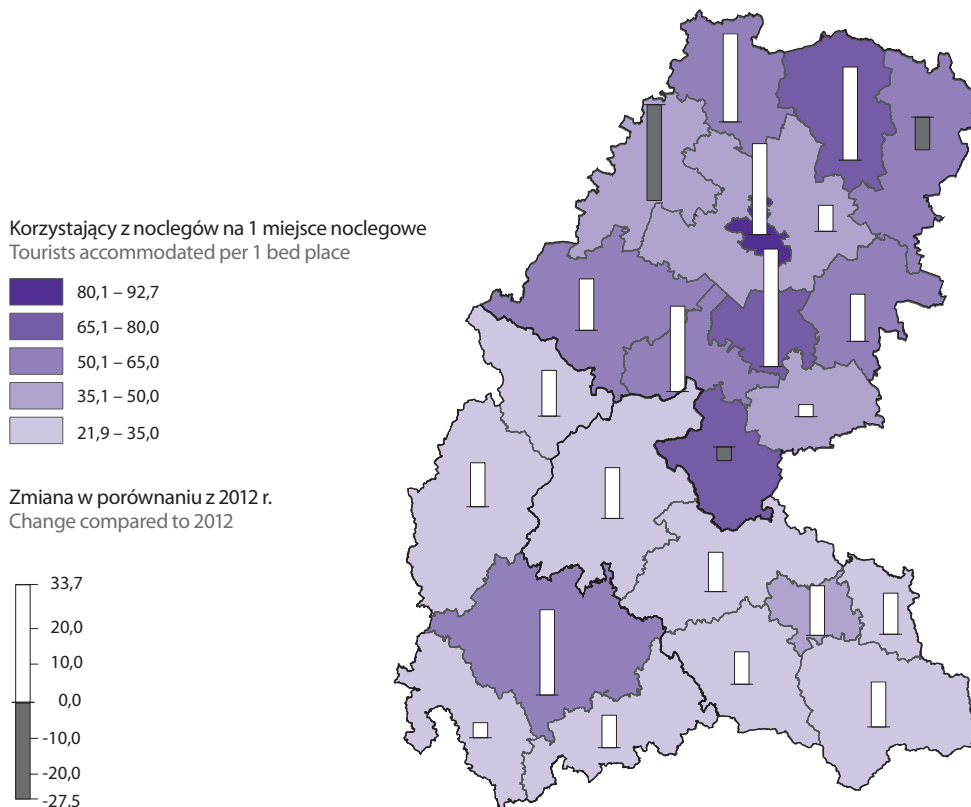 Korzystający z noclegów na 1 miejsce noclegowe
Tourists accommodated per 1 bed place
80,1 – 92,7
65,1 – 80,0
50,1 – 65,0
35,1 – 50,0
21,9 – 35,0
Zmiana w porównaniu z 2012 r.
Change compared to 2012
33,7
20,0
10,0
0,0
-10,0
-20,0
-27,5